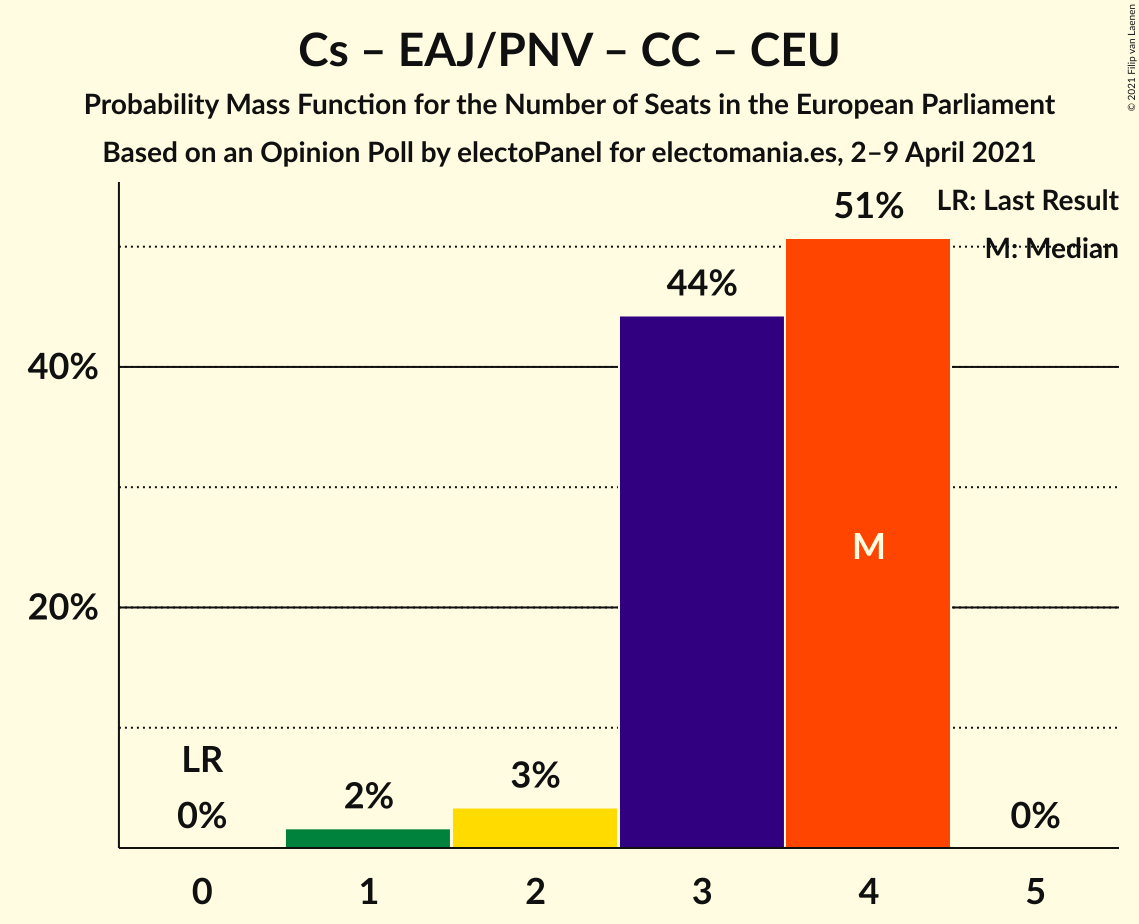 Cs – EAJ/PNV – CC – CEU
Probability Mass Function for the Number of Seats in the European Parliament
Based on an Opinion Poll by electoPanel for electomania.es, 2–9 April 2021
© 2021 Filip van Laenen
LR: Last Result
M: Median
51%
44%
40%
M
20%
LR
3%
2%
0%
0%
0 1 2 3 4 5